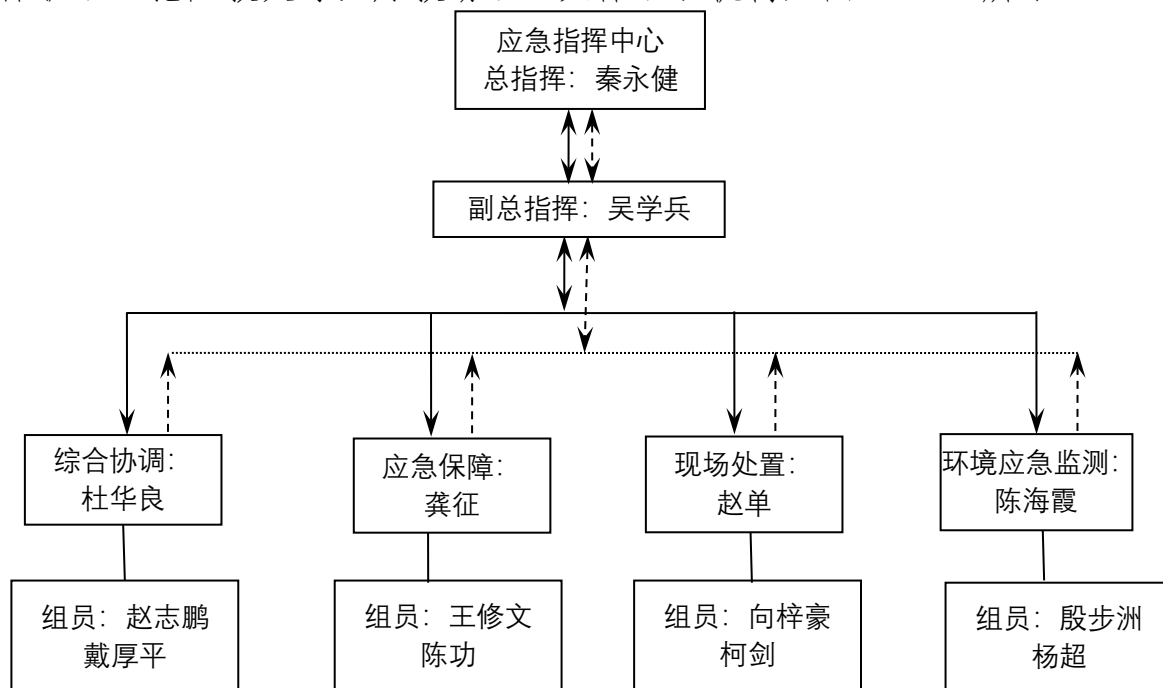 应急指挥中心
总指挥：秦永健
副总指挥：吴学兵
综合协调：
杜华良
应急保障：
龚征
现场处置：
赵单
环境应急监测：
陈海霞
组员：赵志鹏
戴厚平
组员：王修文
陈功
组员：向梓豪
柯剑
组员：殷步洲
杨超